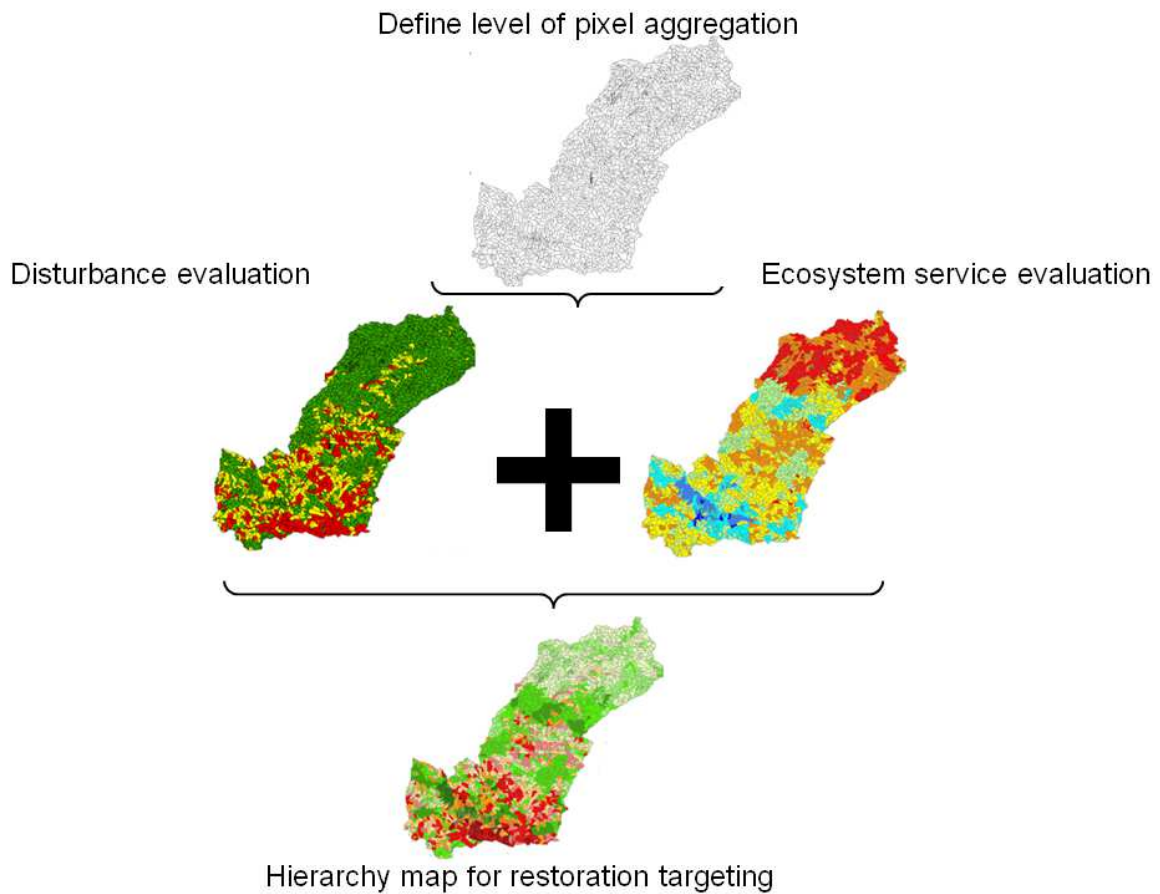 Define level of pixel aggregation
Disturbance evaluation
Ecosystem service evaluation
Hierarchy map for restoration targeting